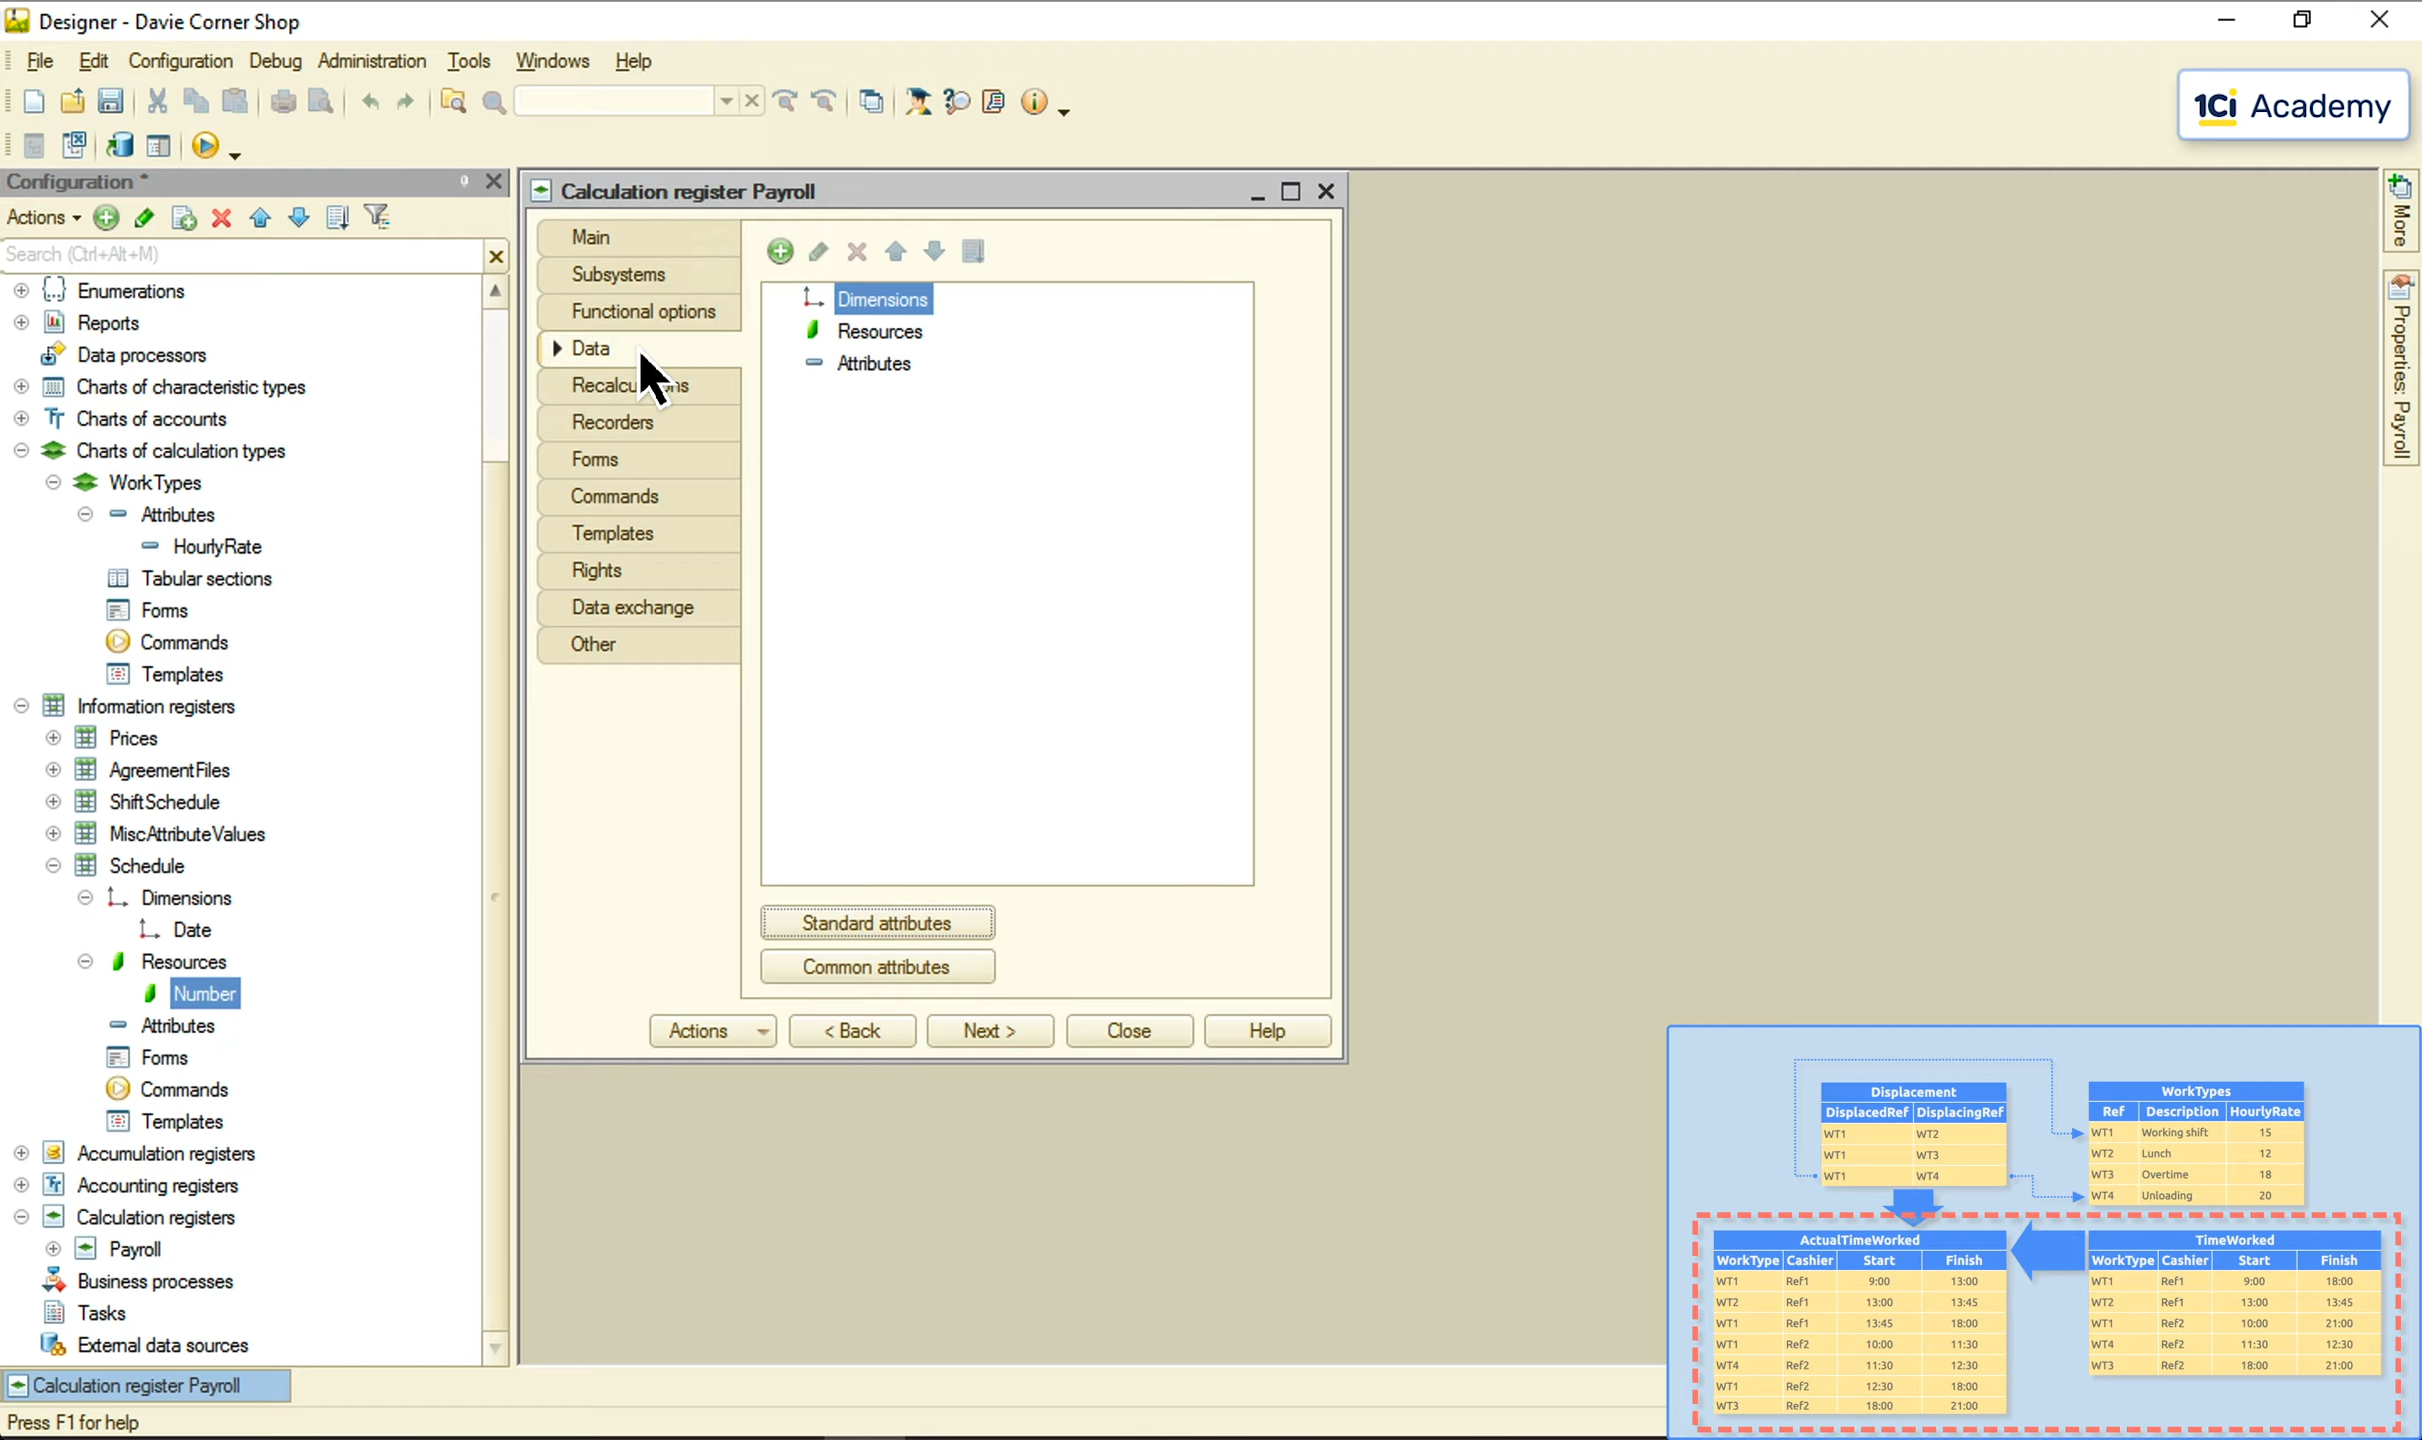 Designer - Davie Corner Shop
File Edit Configuration Debug Administration Tools Windows Help
1Ci Academy
Configuration *
Actions
Search (Ctrl+Alt+M)
Enumerations
Reports
Data processors
Charts of characteristic types
Charts of accounts
Charts of calculation types
WorkTypes
Attributes
HourlyRate
Tabular sections
Forms
Commands
Templates
Information registers
Prices
AgreementFiles
ShiftSchedule
MiscAttributeValues
Schedule
Dimensions
Date
Resources
Number
Attributes
Forms
Commands
Templates
Accumulation registers
Accounting registers
Calculation registers
Payroll
Business processes
Tasks
External data sources
Calculation register Payroll
Main
Subsystems
Functional options
Data
Recorders
Forms
Commands
Templates
Rights
Data exchange
Other
Dimensions
Resources
Attributes
Standard attributes
Common attributes
Actions < Back Next > Close Help
More
Properties: Payroll
Displacement
DisplacedRef DisplacingRef
WT1 WT2
WT1 WT3
WT1 WT4
WorkTypes
Ref Description HourlyRate
WT1 Working shift 15
WT2 Lunch 12
WT3 Overtime 18
WT4 Unloading 20
ActualTimeWorked
WorkType Cashier Start Finish
WT1 Ref1 9:00 13:00
WT2 Ref1 13:00 13:45
WT1 Ref1 13:45 18:00
WT1 Ref2 10:00 11:30
WT4 Ref2 11:30 12:30
WT1 Ref2 12:30 18:00
WT3 Ref2 18:00 21:00
TimeWorked
WorkType Cashier Start Finish
WT1 Ref1 9:00 18:00
WT2 Ref1 13:00 13:45
WT1 Ref2 10:00 21:00
WT4 Ref2 11:30 12:30
WT3 Ref2 18:00 21:00
Calculation register Payroll
Press F1 for help